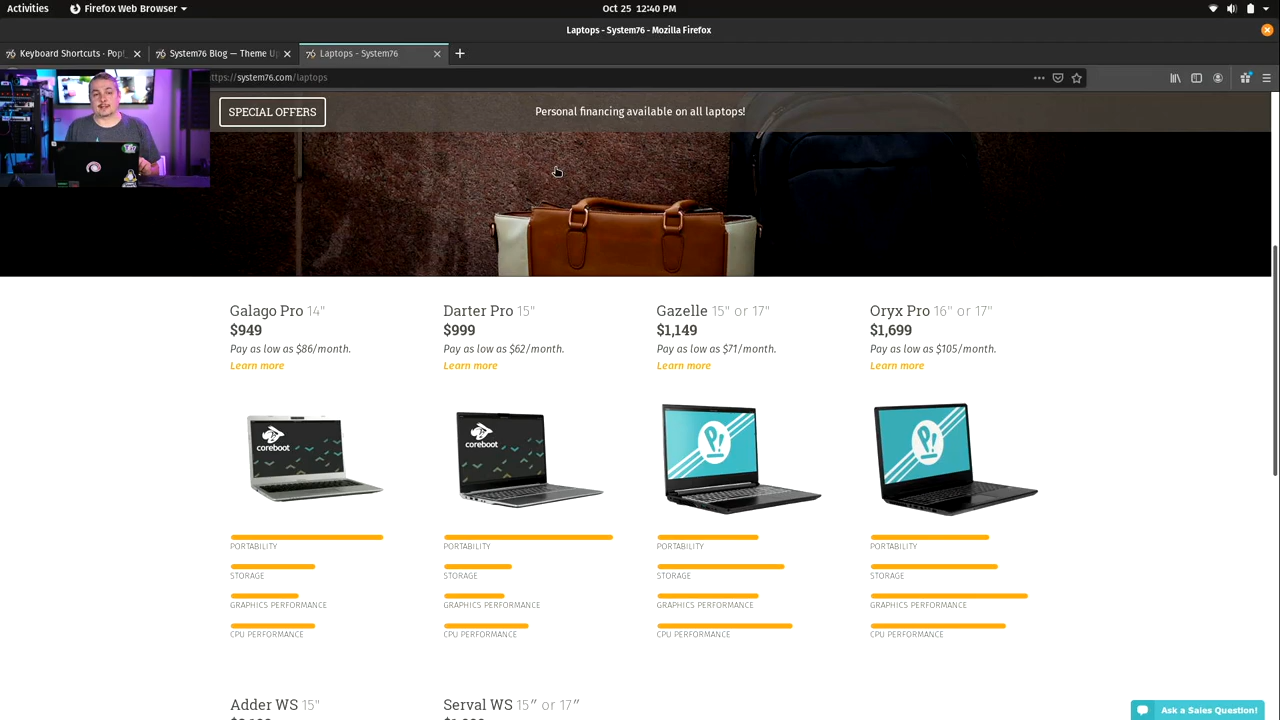 Activities
Firefox Web Browser
Oct 25 12:40 PM
Laptops - System76 - Mozilla Firefox
Keyboard Shortcuts · Pop!
System76 Blog — Theme U
Laptops - System76
ttps://system76.com/laptops
SPECIAL OFFERS
Personal financing available on all laptops!
Galago Pro 14"
$949
Pay as low as $86/month.
Learn more
Darter Pro 15"
$999
Pay as low as $62/month.
Learn more
Gazelle 15" or 17"
$1,149
Pay as low as $71/month.
Learn more
Oryx Pro 16" or 17"
$1,699
Pay as low as $105/month.
Learn more
coreboot
coreboot
P!
P!
PORTABILITY
STORAGE
GRAPHICS PERFORMANCE
CPU PERFORMANCE
PORTABILITY
STORAGE
GRAPHICS PERFORMANCE
CPU PERFORMANCE
PORTABILITY
STORAGE
GRAPHICS PERFORMANCE
CPU PERFORMANCE
PORTABILITY
STORAGE
GRAPHICS PERFORMANCE
CPU PERFORMANCE
Adder WS 15"
Serval WS 15″ or 17″
Ask a Sales Question!